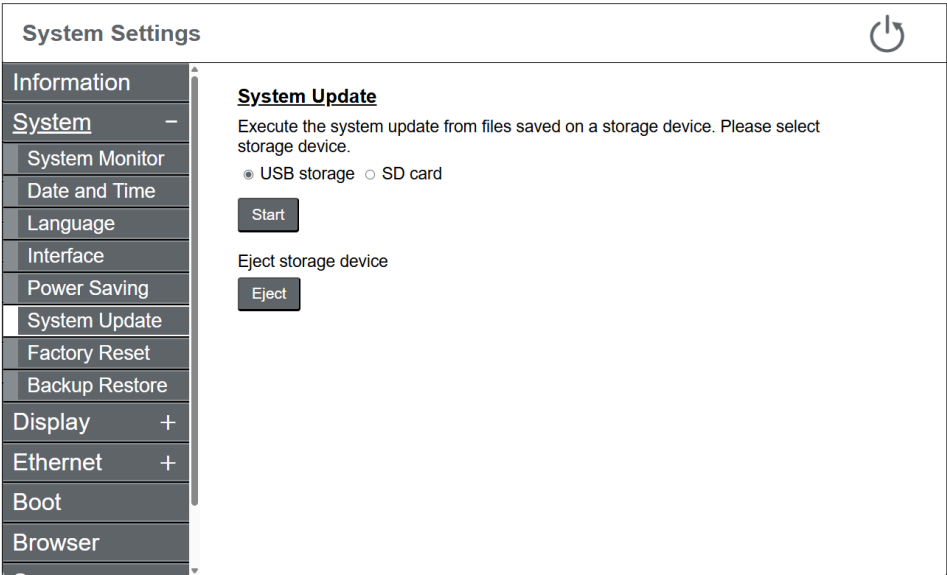 System Settings
Information
System −
System Monitor
Date and Time
Language
Interface
Power Saving
System Update
Factory Reset
Backup Restore
Display +
Ethernet +
Boot
Browser
System Update
Execute the system update from files saved on a storage device. Please select
storage device.
USB storage SD card
Start
Eject storage device
Eject